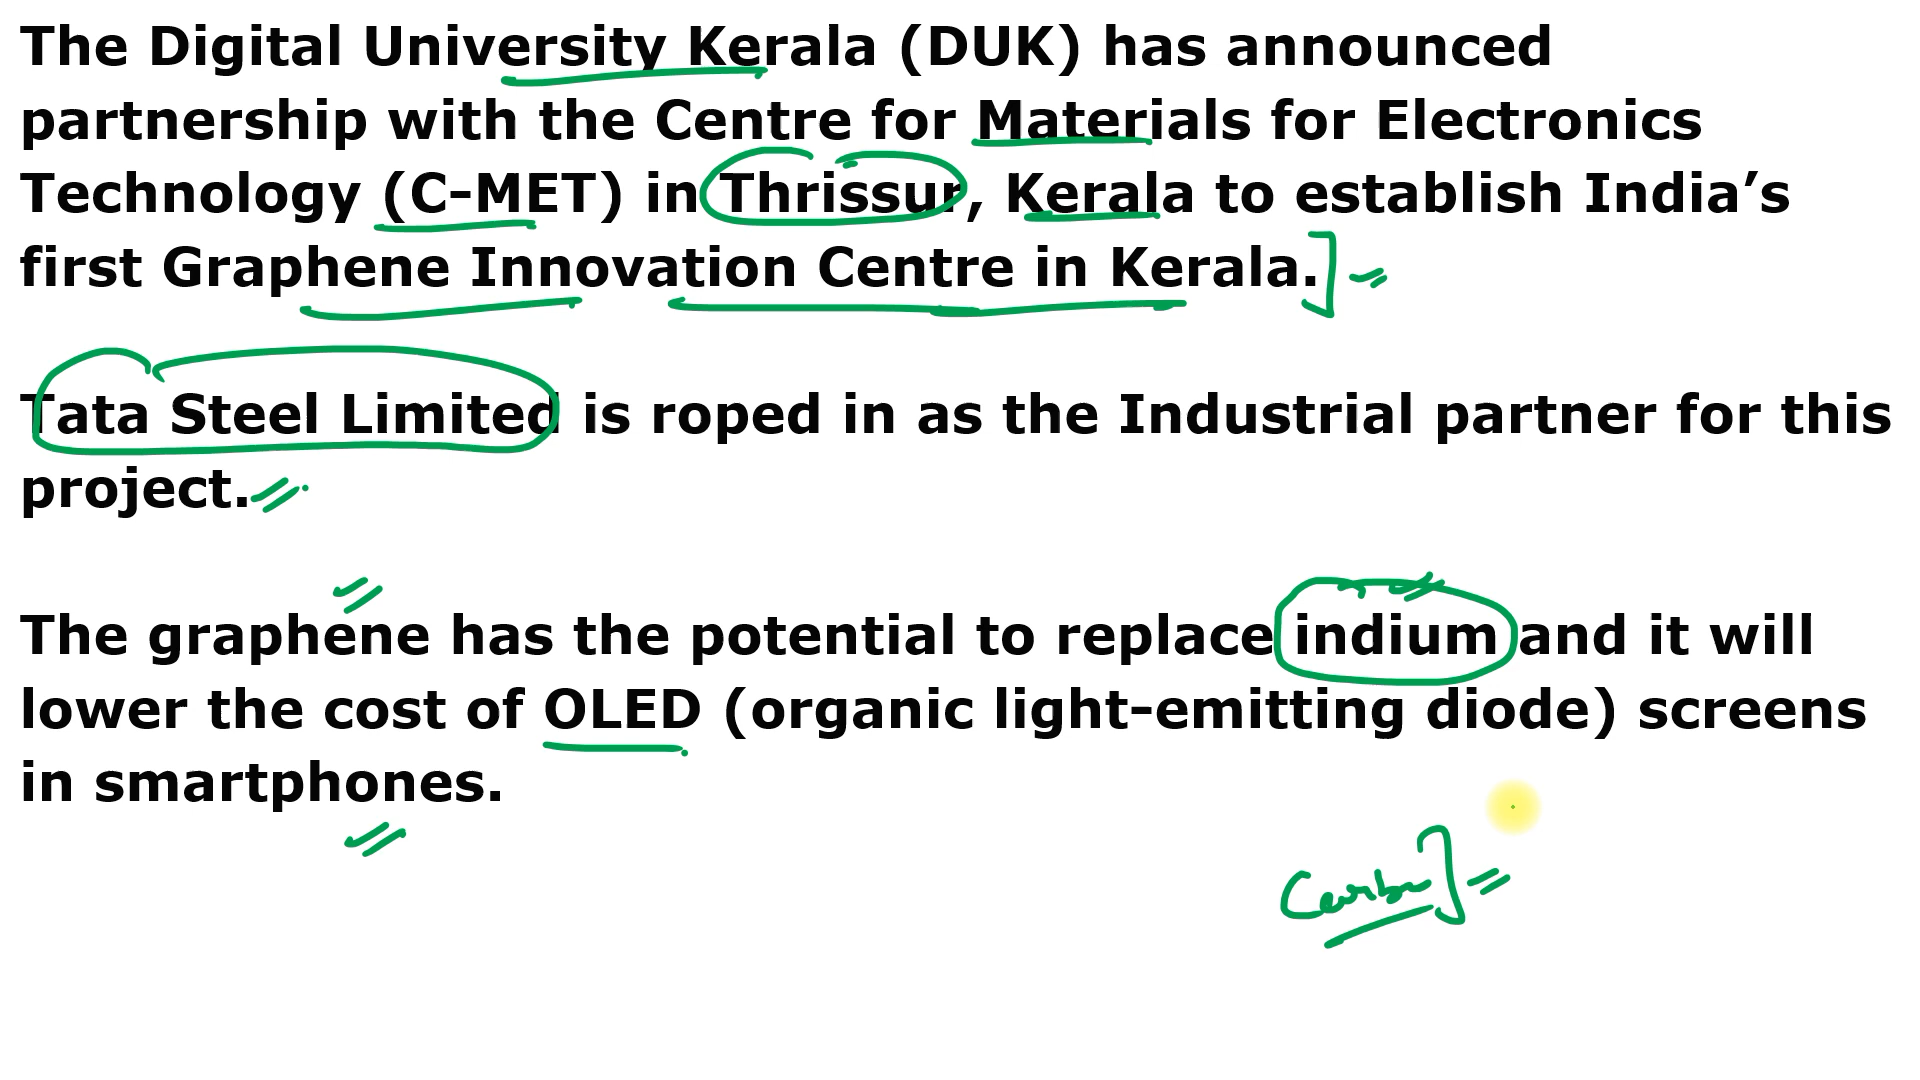 The Digital University Kerala (DUK) has announced
partnership with the Centre for Materials for Electronics
Technology (C-MET) in Thrissur, Kerala to establish India’s
first Graphene Innovation Centre in Kerala.
Tata Steel Limited is roped in as the Industrial partner for this
project.
The graphene has the potential to replace indium and it will
lower the cost of OLED (organic light-emitting diode) screens
in smartphones.